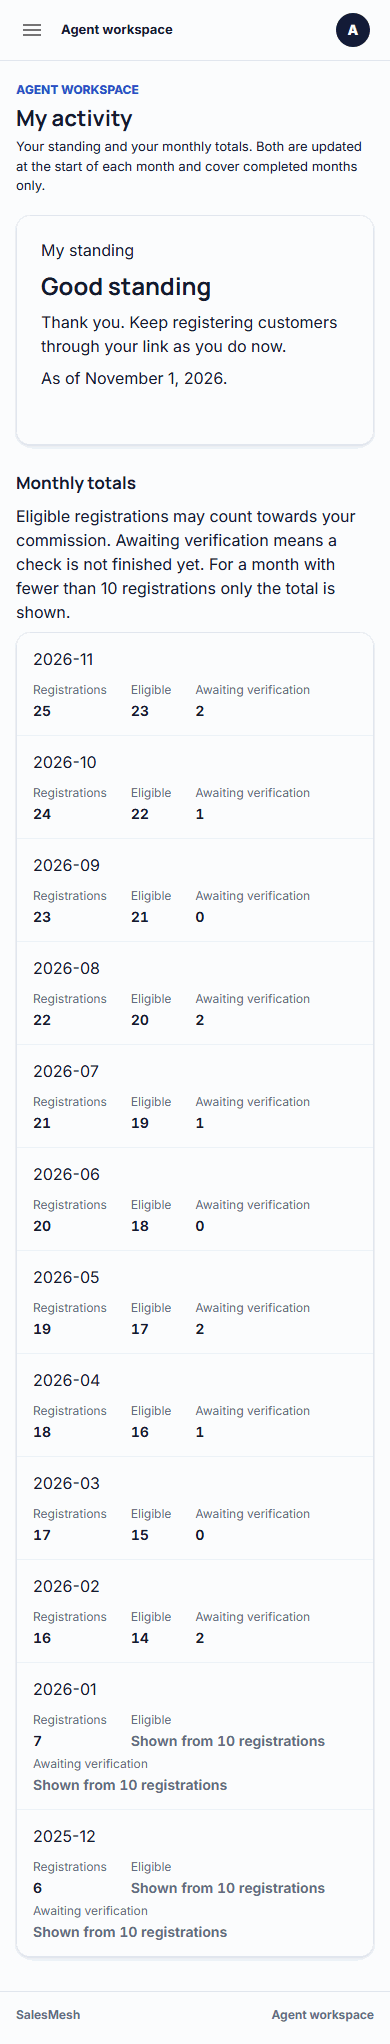 Agent workspace
A
AGENT WORKSPACE
My activity
Your standing and your monthly totals. Both are updated
at the start of each month and cover completed months
only.
My standing
Good standing
Thank you. Keep registering customers
through your link as you do now.
As of November 1, 2026.
Monthly totals
Eligible registrations may count towards your
commission. Awaiting verification means a
check is not finished yet. For a month with
fewer than 10 registrations only the total is
shown.
2026-11
Registrations Eligible Awaiting verification
25 23 2
2026-10
Registrations Eligible Awaiting verification
24 22 1
2026-09
Registrations Eligible Awaiting verification
23 21 0
2026-08
Registrations Eligible Awaiting verification
22 20 2
2026-07
Registrations Eligible Awaiting verification
21 19 1
2026-06
Registrations Eligible Awaiting verification
20 18 0
2026-05
Registrations Eligible Awaiting verification
19 17 2
2026-04
Registrations Eligible Awaiting verification
18 16 1
2026-03
Registrations Eligible Awaiting verification
17 15 0
2026-02
Registrations Eligible Awaiting verification
16 14 2
2026-01
Registrations Eligible
7 Shown from 10 registrations
Awaiting verification
Shown from 10 registrations
2025-12
Registrations Eligible
6 Shown from 10 registrations
Awaiting verification
Shown from 10 registrations
SalesMesh Agent workspace